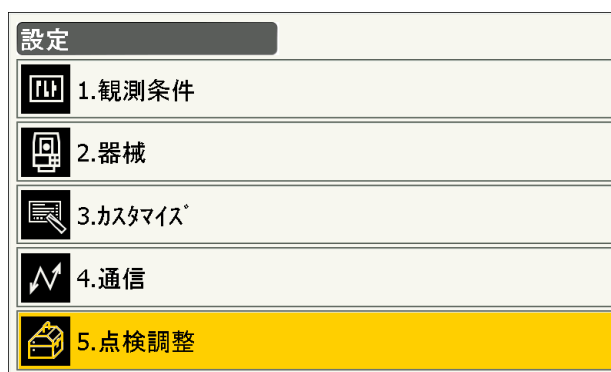 設定
1.観測条件
2.器械
3.ｶｽﾀﾏｲｽﾞ
4.通信
5.点検調整